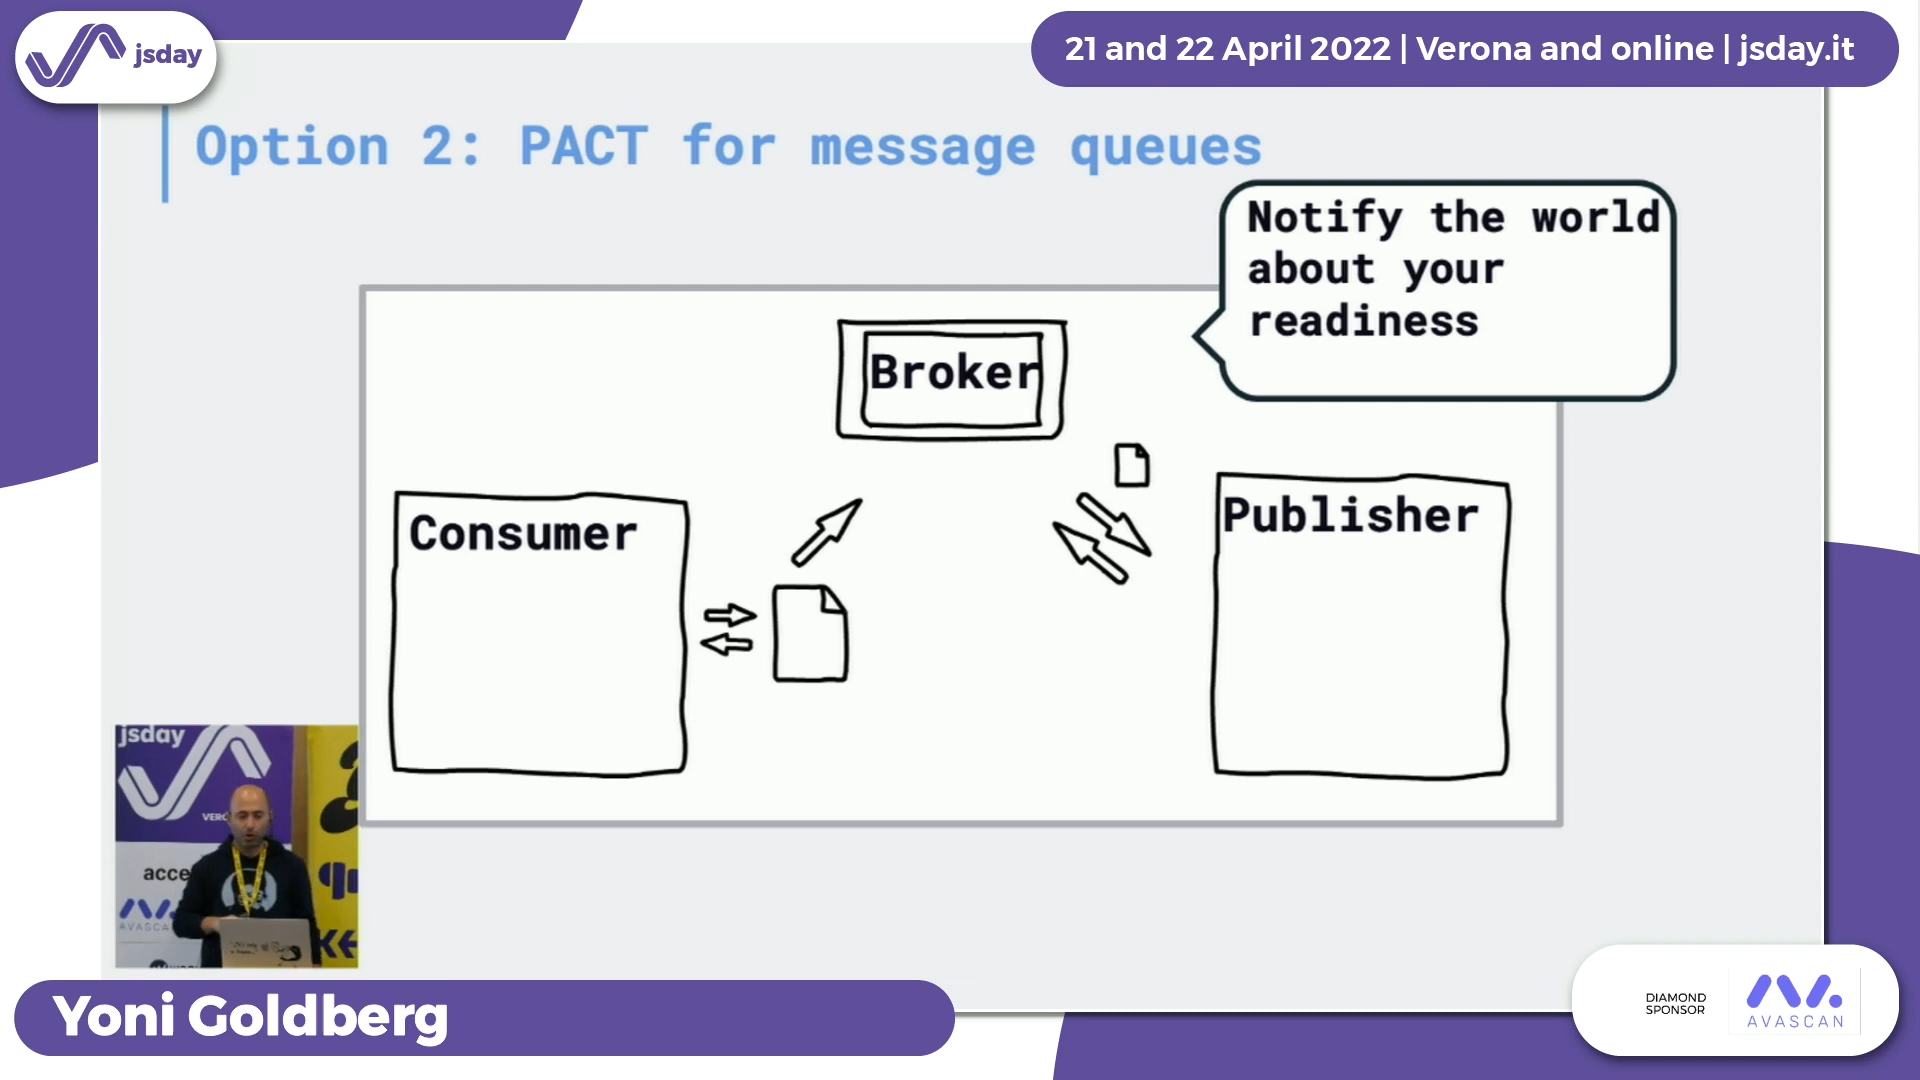 jsday
21 and 22 April 2022 | Verona and online | jsday.it
Option 2: PACT for message queues
Notify the world
about your
readiness
Broker
Consumer
Publisher
jsday
acce
AVASCA
KE
Yoni Goldberg
DIAMOND
SPONSOR
AVASCAN